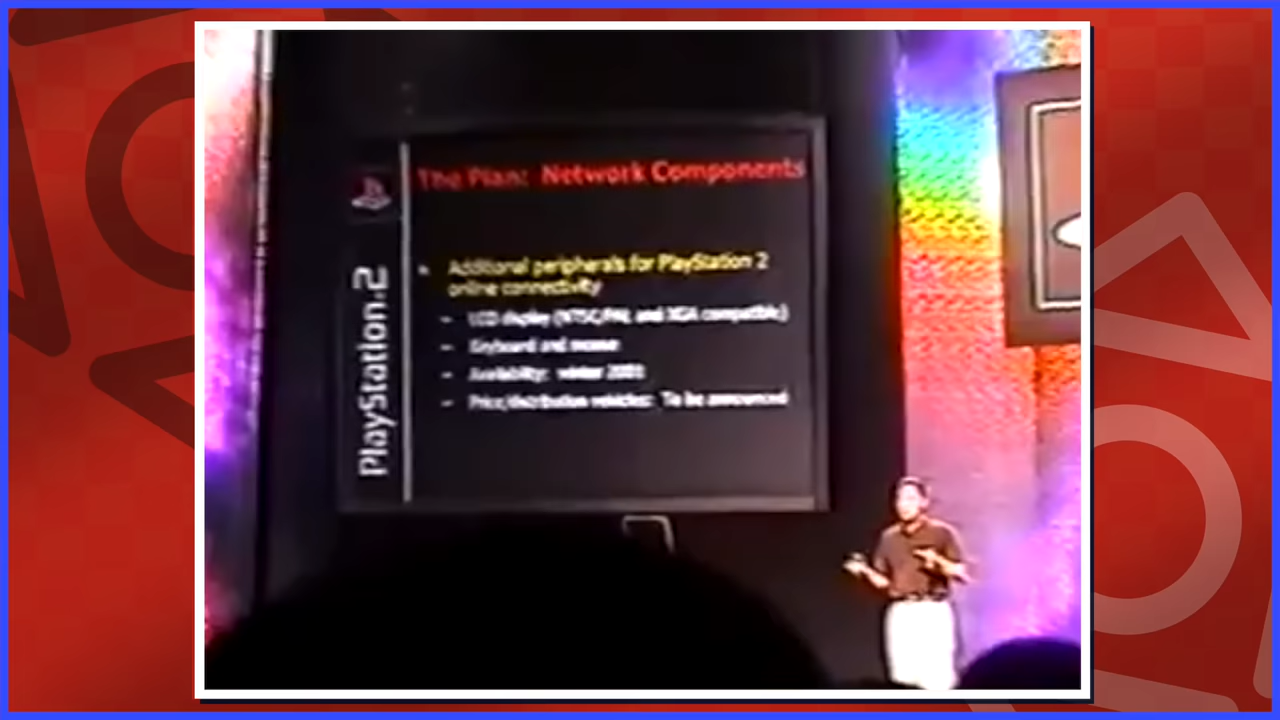 The Plan: Network Components
PlayStation 2
Additional peripherals for PlayStation 2
online connectivity
– LCD display (NTSC/PAL and XGA compatible)
– Keyboard and mouse
– Availability: winter 2001
– Price/distribution vehicles: To be announced